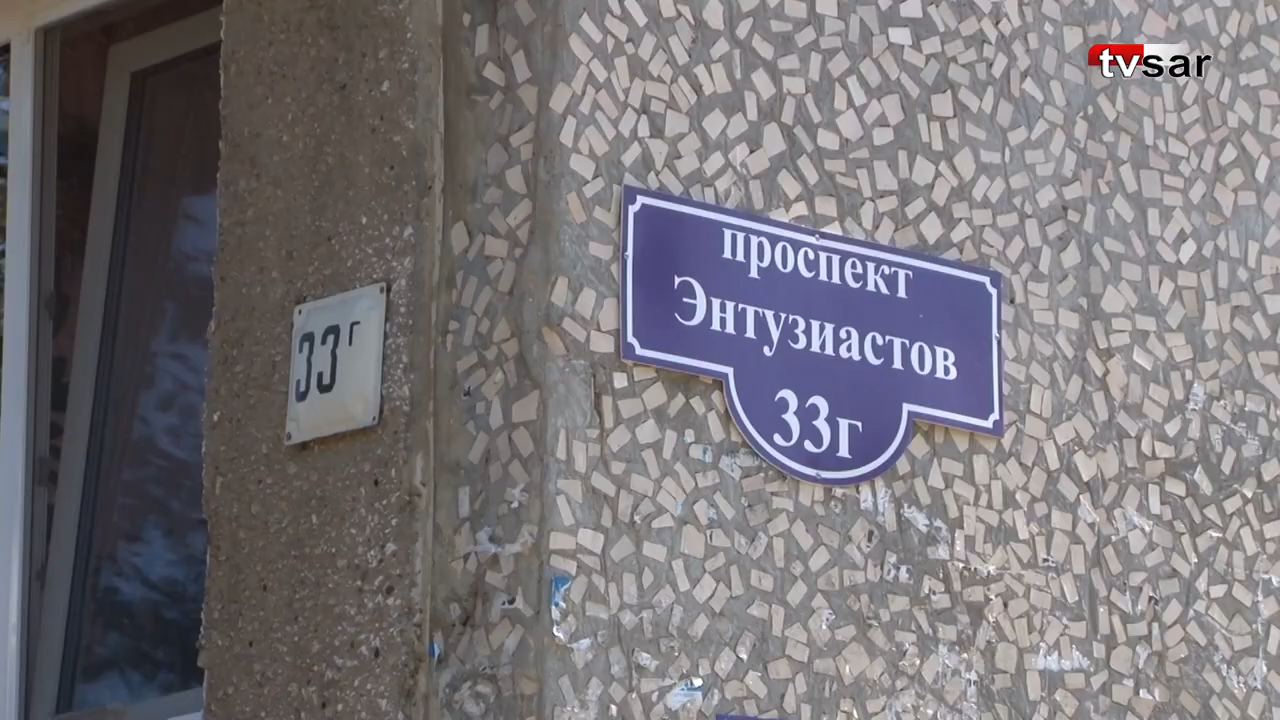 tvsar
проспект
Энтузиастов
33г
33г